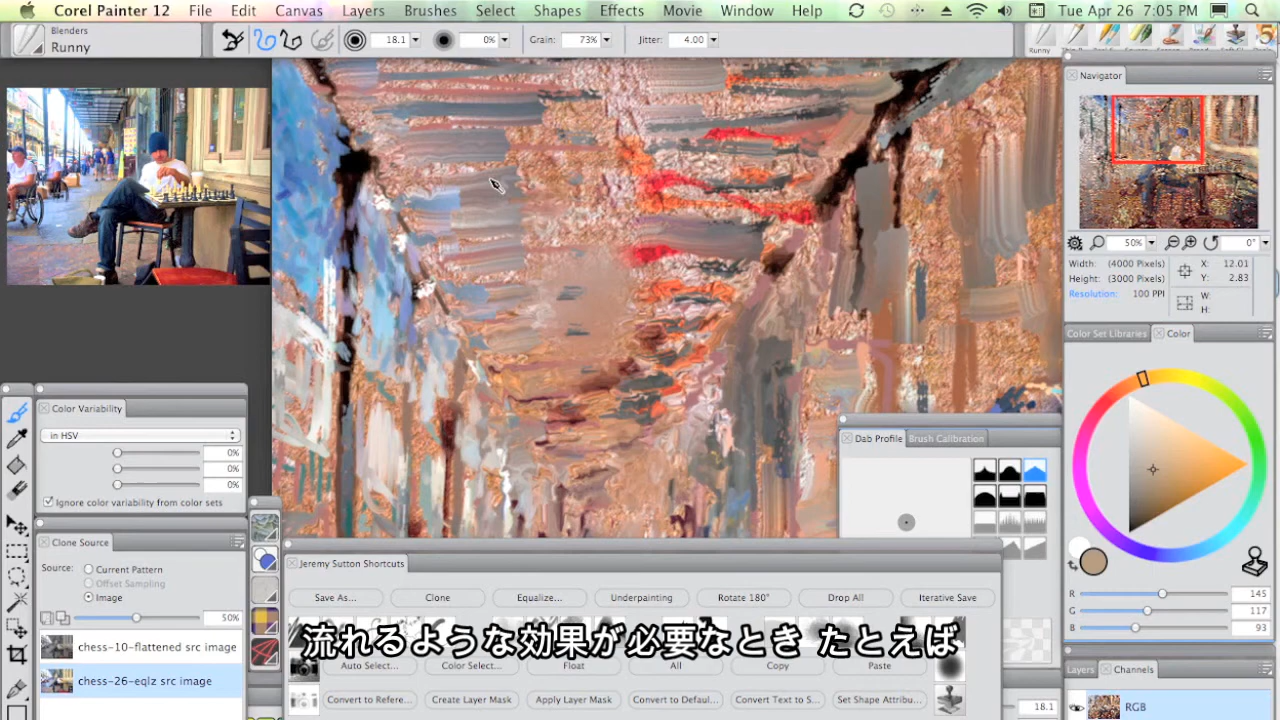 Corel Painter 12 File Edit Canvas Layers Brushes Select Shapes Effects Movie Window Help Tue Apr 26 7:05 PM
Blenders
Runny
18.1
0%
Grain: 73%
Jitter: 4.00
Runny
Navigator
50%
0°
Width: (4000 Pixels)
Height: (3000 Pixels)
Resolution: 100 PPI
X: 12.01
Y: 2.83
W:
H:
Color Set Libraries Color
R 145
G 117
B 93
Layers Channels
RGB
Color Variability
in HSV
0%
0%
0%
Ignore color variability from color sets
Clone Source
Source: Current Pattern
Offset Sampling
Image
50%
chess-10-flattened src image
chess-26-eqlz src image
Dab Profile Brush Calibration
Jeremy Sutton Shortcuts
Save As... Clone Equalize... Underpainting Rotate 180° Drop All Iterative Save
流れるような効果が必要なとき たとえば
Auto Select... Color Select... Float All Copy Paste
Convert to Refere... Create Layer Mask Apply Layer Mask Convert to Defaul... Convert Text to S... Set Shape Attribu...
18.1